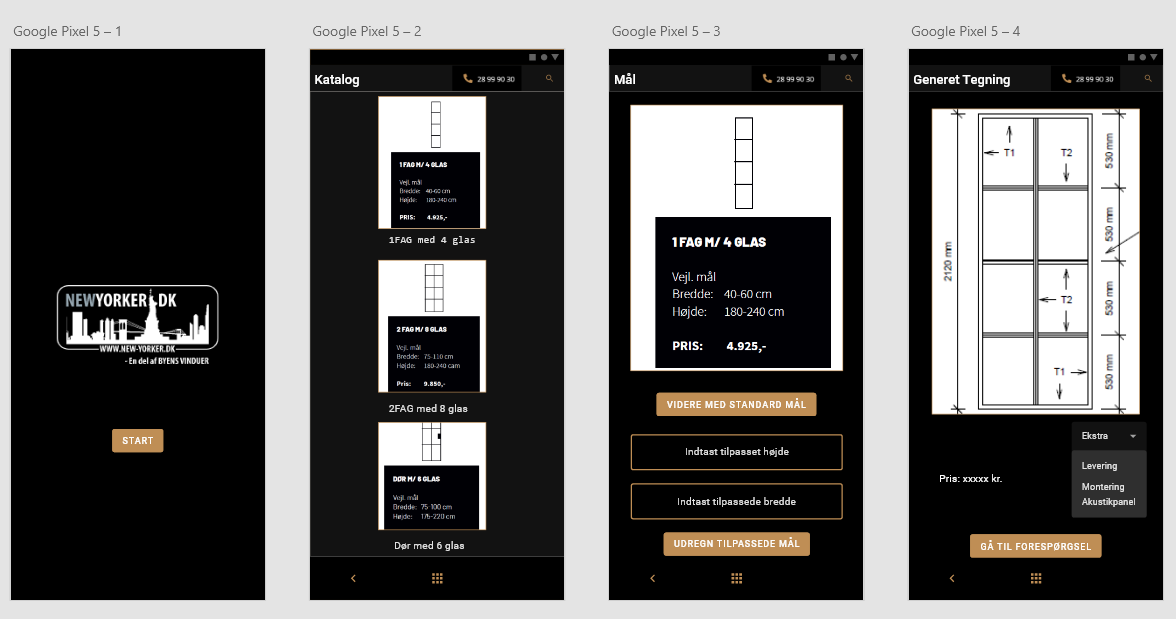 Google Pixel 5 – 1
NEWYORKER.DK
WWW.NEW-YORKER.DK
- En del af BYENS VINDUER
START
Google Pixel 5 – 2
Katalog
28 99 90 30
1 FAG M/ 4 GLAS
Vejl. mål
Bredde: 40-60 cm
Højde: 180-240 cm
PRIS: 4.925,-
1FAG med 4 glas
2 FAG M/ 8 GLAS
Vejl. mål
Bredde: 75-110 cm
Højde: 180-240 cam
Pris: 9.850,-
2FAG med 8 glas
DØR M/ 6 GLAS
Vejl. mål
Bredde: 75-100 cm
Højde: 175-220 cm
Dør med 6 glas
Google Pixel 5 – 3
Mål
28 99 90 30
1 FAG M/ 4 GLAS
Vejl. mål
Bredde: 40-60 cm
Højde: 180-240 cm
PRIS: 4.925,-
VIDERE MED STANDARD MÅL
Indtast tilpasset højde
Indtast tilpassede bredde
UDREGN TILPASSEDE MÅL
Google Pixel 5 – 4
Generet Tegning
28 99 90 30
T1
T2
530 mm
530 mm
2120 mm
T2
530 mm
T1
530 mm
Ekstra
Levering
Pris: xxxxx kr.
Montering
Akustikpanel
GÅ TIL FORESPØRGSEL